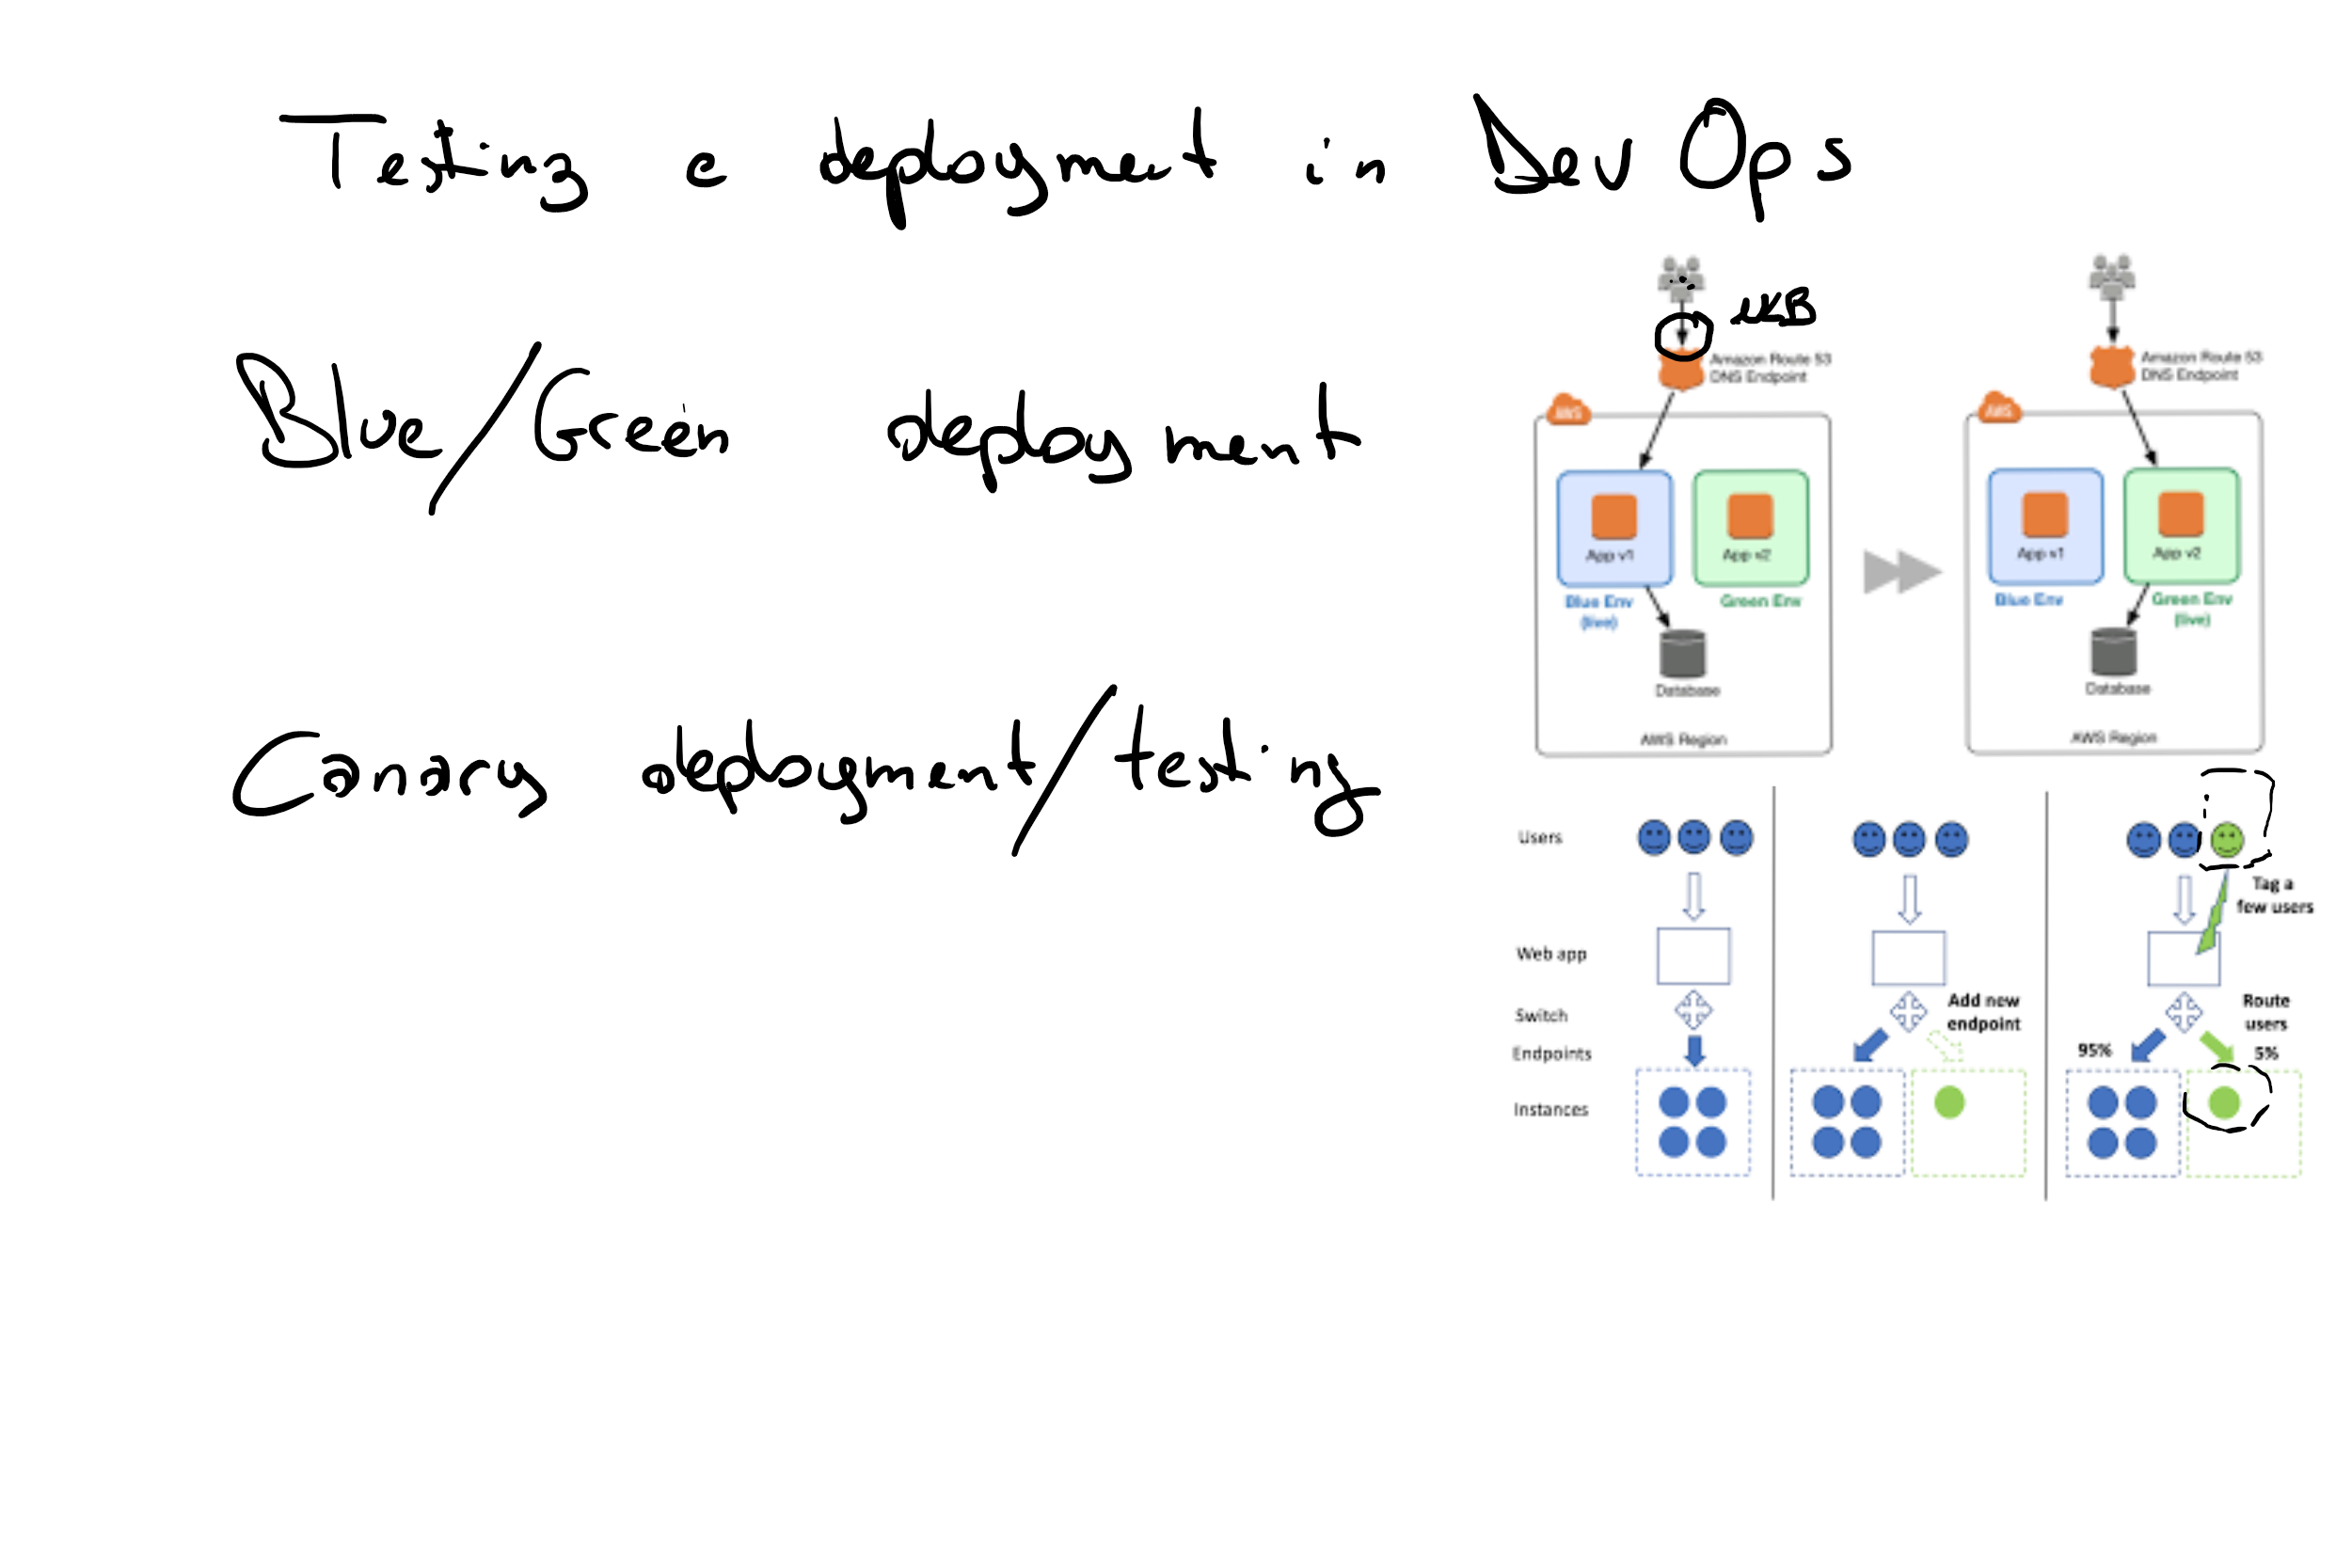 Testing a deployment in DevOps
Blue/Green deployment
Canary deployment/testing
Amazon Route 53
DNS Endpoint
AWS
App v1
App v2
Blue Env
(live)
Green Env
Database
AWS Region
Amazon Route 53
DNS Endpoint
AWS
App v1
App v2
Blue Env
Green Env
(live)
Database
AWS Region
Users
Web app
Switch
Endpoints
Instances
Add new
endpoint
Tag a
few users
Route
users
95%
5%